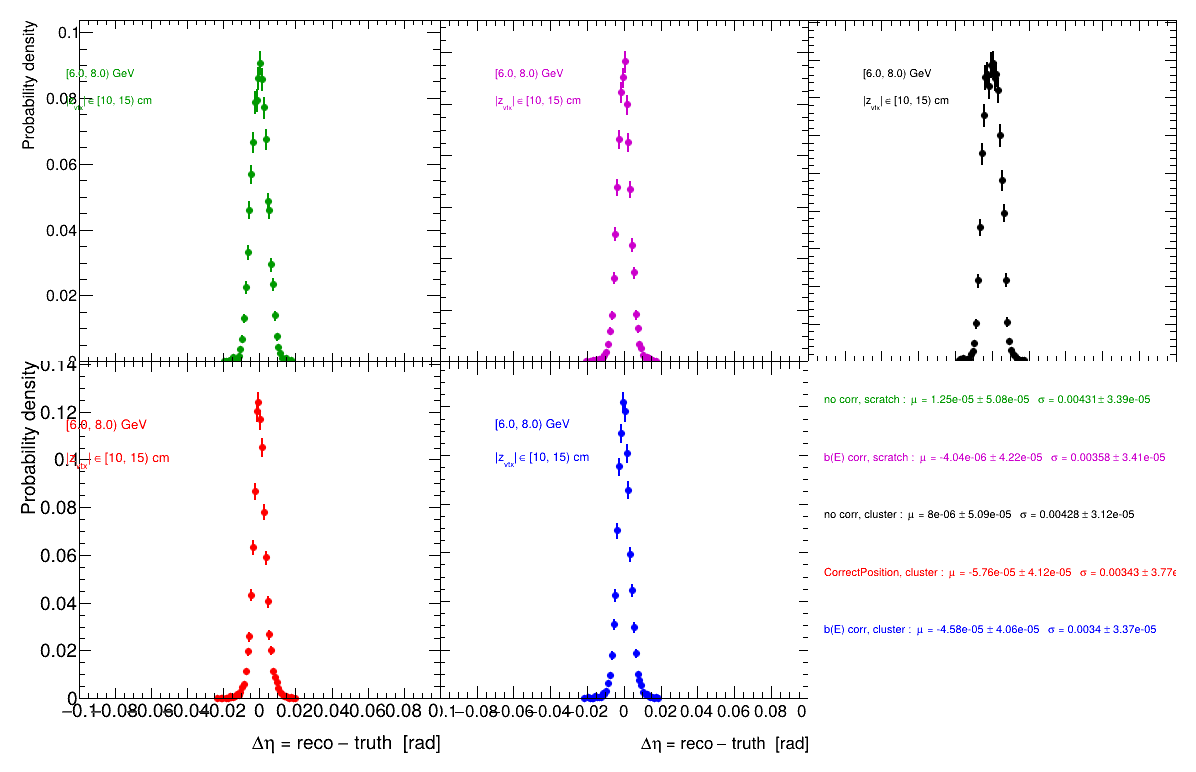 Probability density
0.1
0.08
0.06
0.04
0.02
[6.0, 8.0) GeV
|z_vtx| ∈ [10, 15) cm
[6.0, 8.0) GeV
|z_vtx| ∈ [10, 15) cm
[6.0, 8.0) GeV
|z_vtx| ∈ [10, 15) cm
Probability density
0.14
0.12
0.1
0.08
0.06
0.04
0.02
0
[6.0, 8.0) GeV
|z_vtx| ∈ [10, 15) cm
[6.0, 8.0) GeV
|z_vtx| ∈ [10, 15) cm
−0.1 −0.08 −0.06 −0.04 −0.02 0 0.02 0.04 0.06 0.08 0.1
−0.08 −0.06 −0.04 −0.02 0 0.02 0.04 0.06 0.08 0
Δη = reco − truth [rad]
Δη = reco − truth [rad]
no corr, scratch : μ = 1.25e-05 ± 5.08e-05 σ = 0.00431 ± 3.39e-05
b(E) corr, scratch : μ = -4.04e-06 ± 4.22e-05 σ = 0.00358 ± 3.41e-05
no corr, cluster : μ = 8e-06 ± 5.09e-05 σ = 0.00428 ± 3.12e-05
CorrectPosition, cluster : μ = -5.76e-05 ± 4.12e-05 σ = 0.00343 ± 3.77e
b(E) corr, cluster : μ = -4.58e-05 ± 4.06e-05 σ = 0.0034 ± 3.37e-05